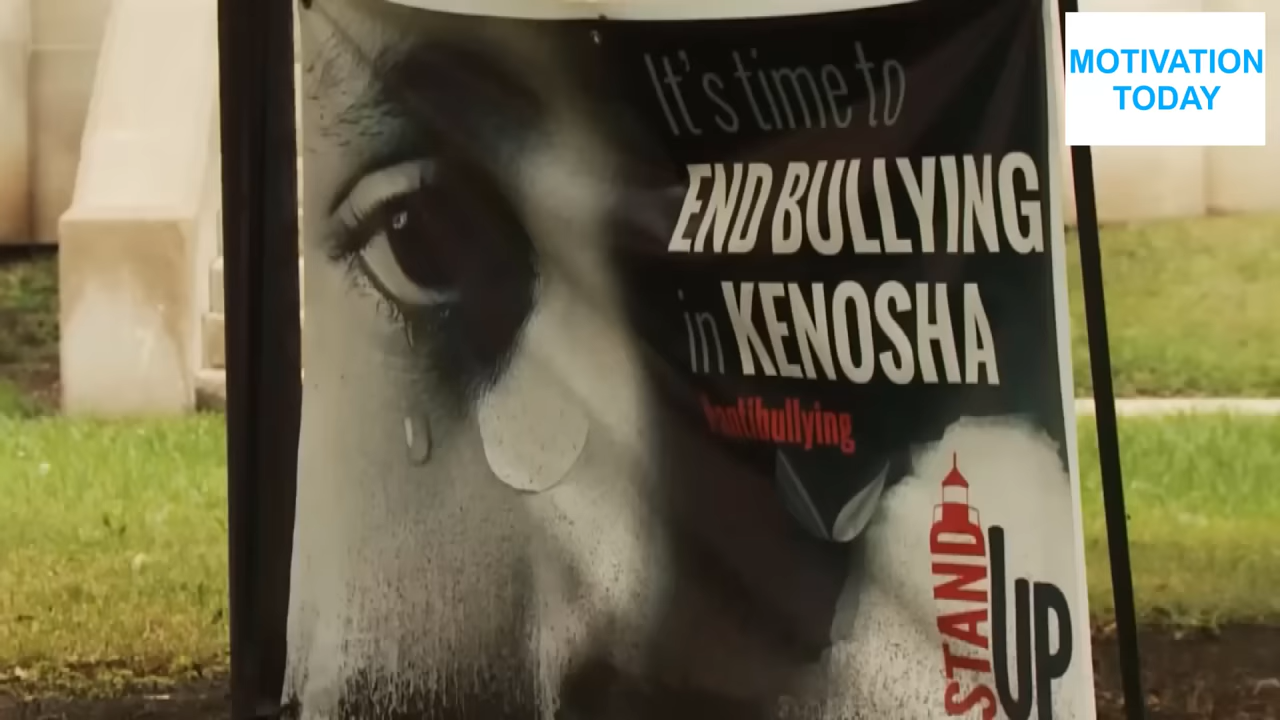 It's time to
END BULLYING
in KENOSHA
#antibullying
STAND
UP
MOTIVATION
TODAY